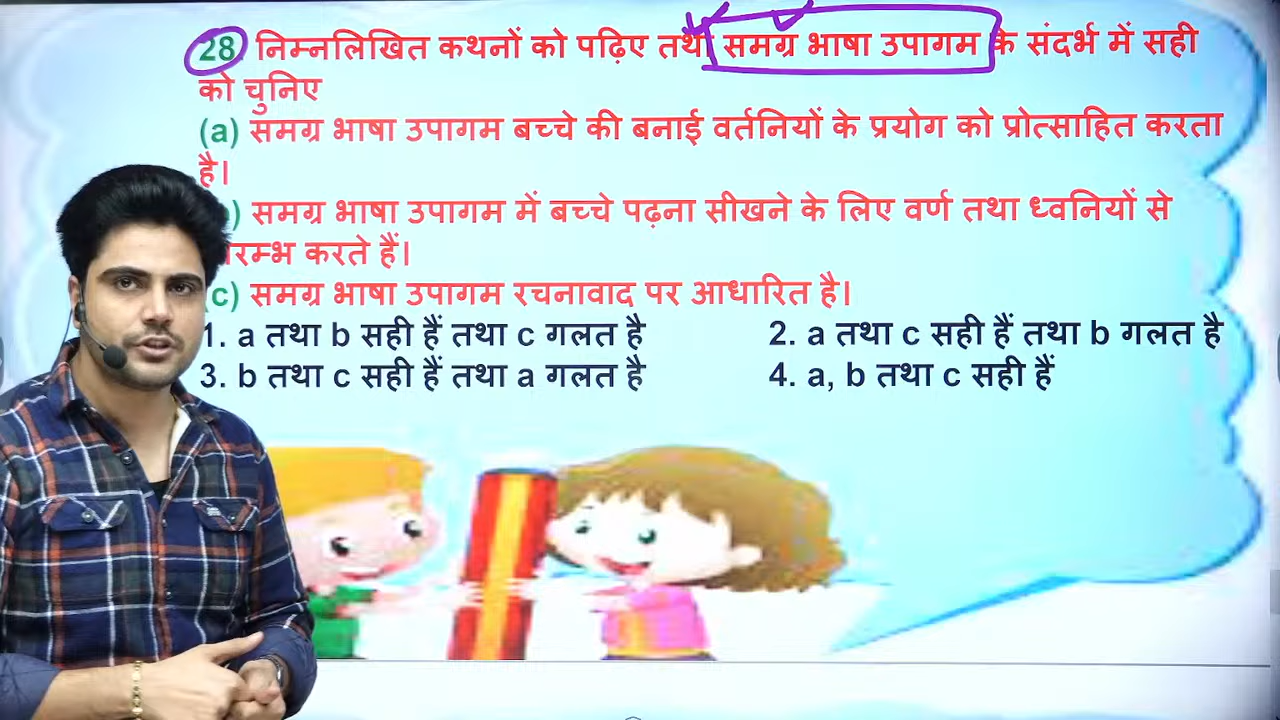 28 निम्नलिखित कथनों को पढ़िए तथा समग्र भाषा उपागम के संदर्भ में सही
को चुनिए
(a) समग्र भाषा उपागम बच्चे की बनाई वर्तनियों के प्रयोग को प्रोत्साहित करता
है।
समग्र भाषा उपागम में बच्चे पढ़ना सीखने के लिए वर्ण तथा ध्वनियों से
करते हैं।
(c) समग्र भाषा उपागम रचनावाद पर आधारित है।
1. a तथा b सही हैं तथा c गलत है 2. a तथा c सही हैं तथा b गलत है
3. b तथा c सही हैं तथा a गलत है 4. a, b तथा c सही हैं